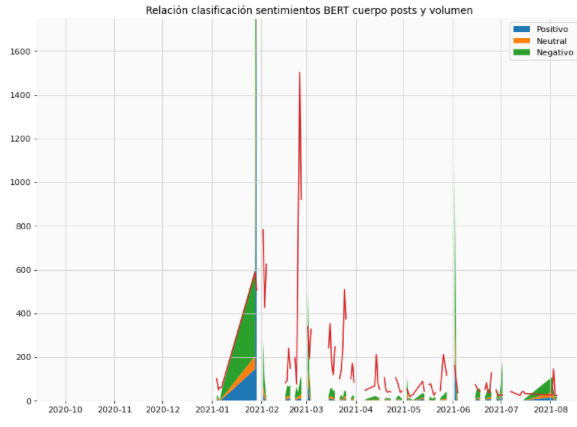 Relación clasificación sentimientos BERT cuerpo posts y volumen
Positivo
Neutral
Negativo
1600
1400
1200
1000
800
600
400
200
0
2020-10 2020-11 2020-12 2021-01 2021-02 2021-03 2021-04 2021-05 2021-06 2021-07 2021-08